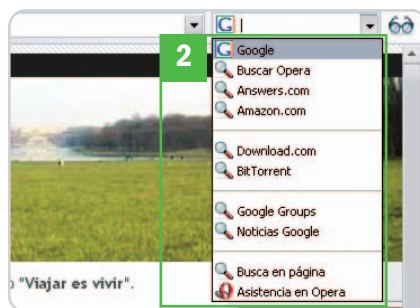 2
Google
Buscar Opera
Answers.com
Amazon.com
Download.com
BitTorrent
Google Groups
Noticias Google
Busca en página
Asistencia en Opera
"Viajar es vivir".